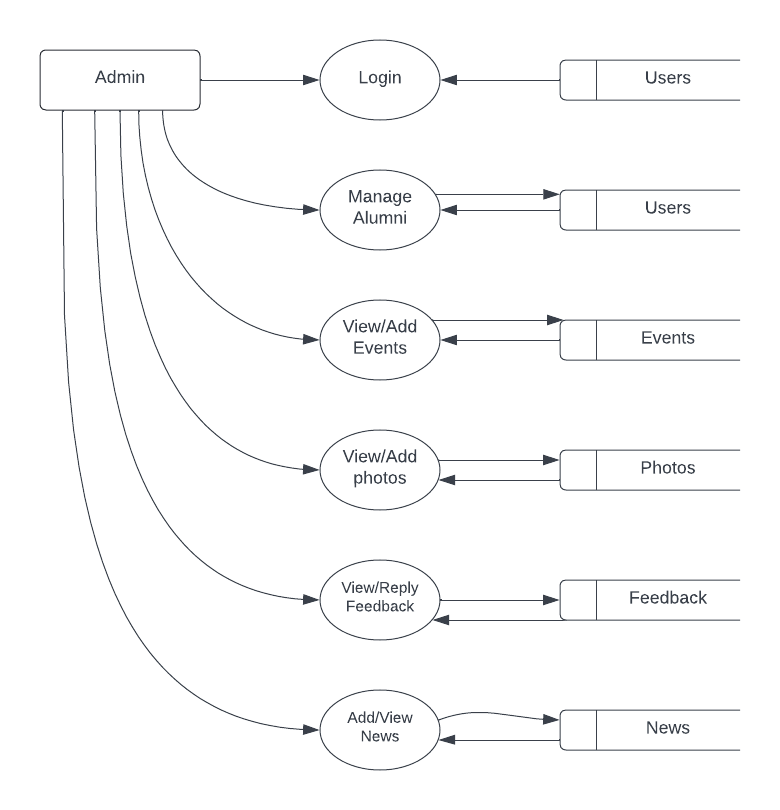 Admin
Login
Users
Manage
Alumni
Users
View/Add
Events
Events
View/Add
photos
Photos
View/Reply
Feedback
Feedback
Add/View
News
News